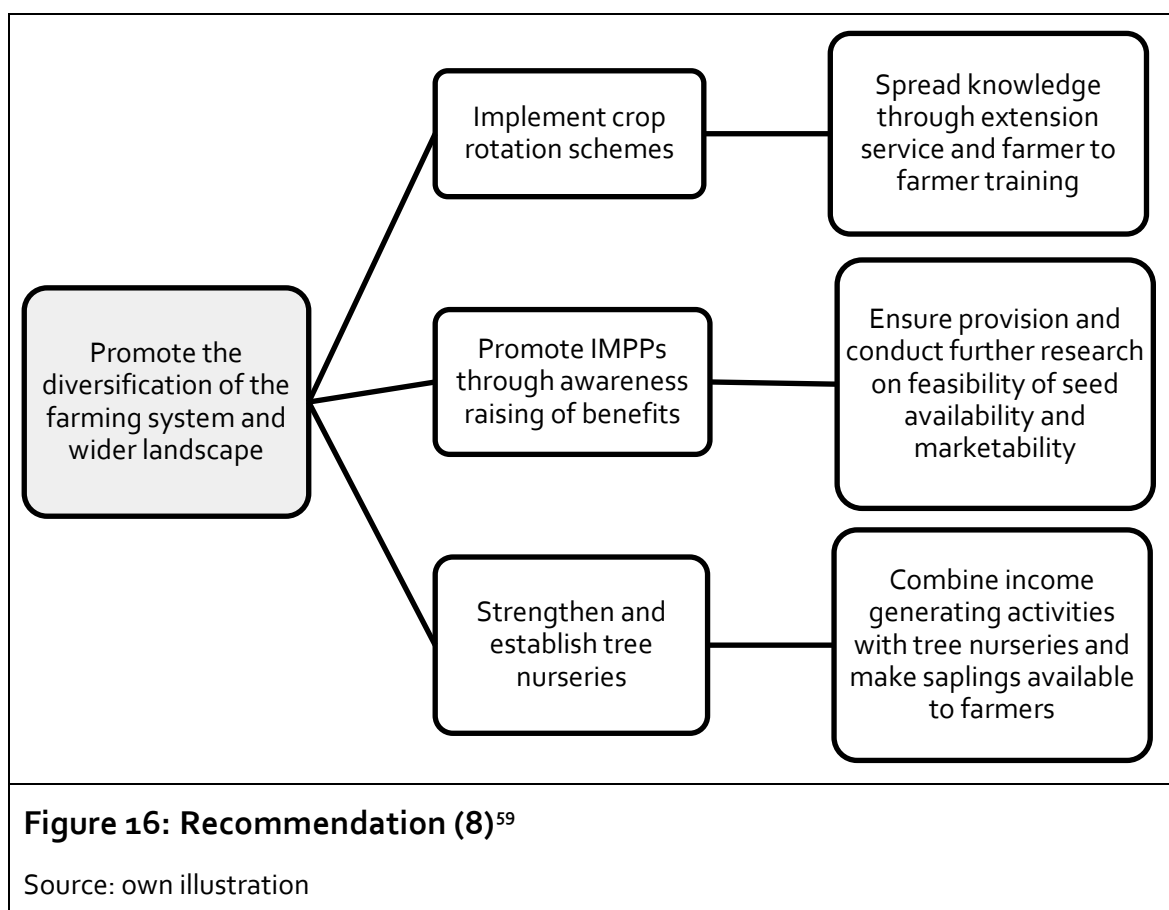 Promote the
diversification of the
farming system and
wider landscape
Implement crop
rotation schemes
Spread knowledge
through extension
service and farmer to
farmer training
Promote IMPPs
through awareness
raising of benefits
Ensure provision and
conduct further research
on feasibility of seed
availability and
marketability
Strengthen and
establish tree
nurseries
Combine income
generating activities
with tree nurseries and
make saplings available
to farmers
Figure 16: Recommendation (8)⁵⁹
Source: own illustration